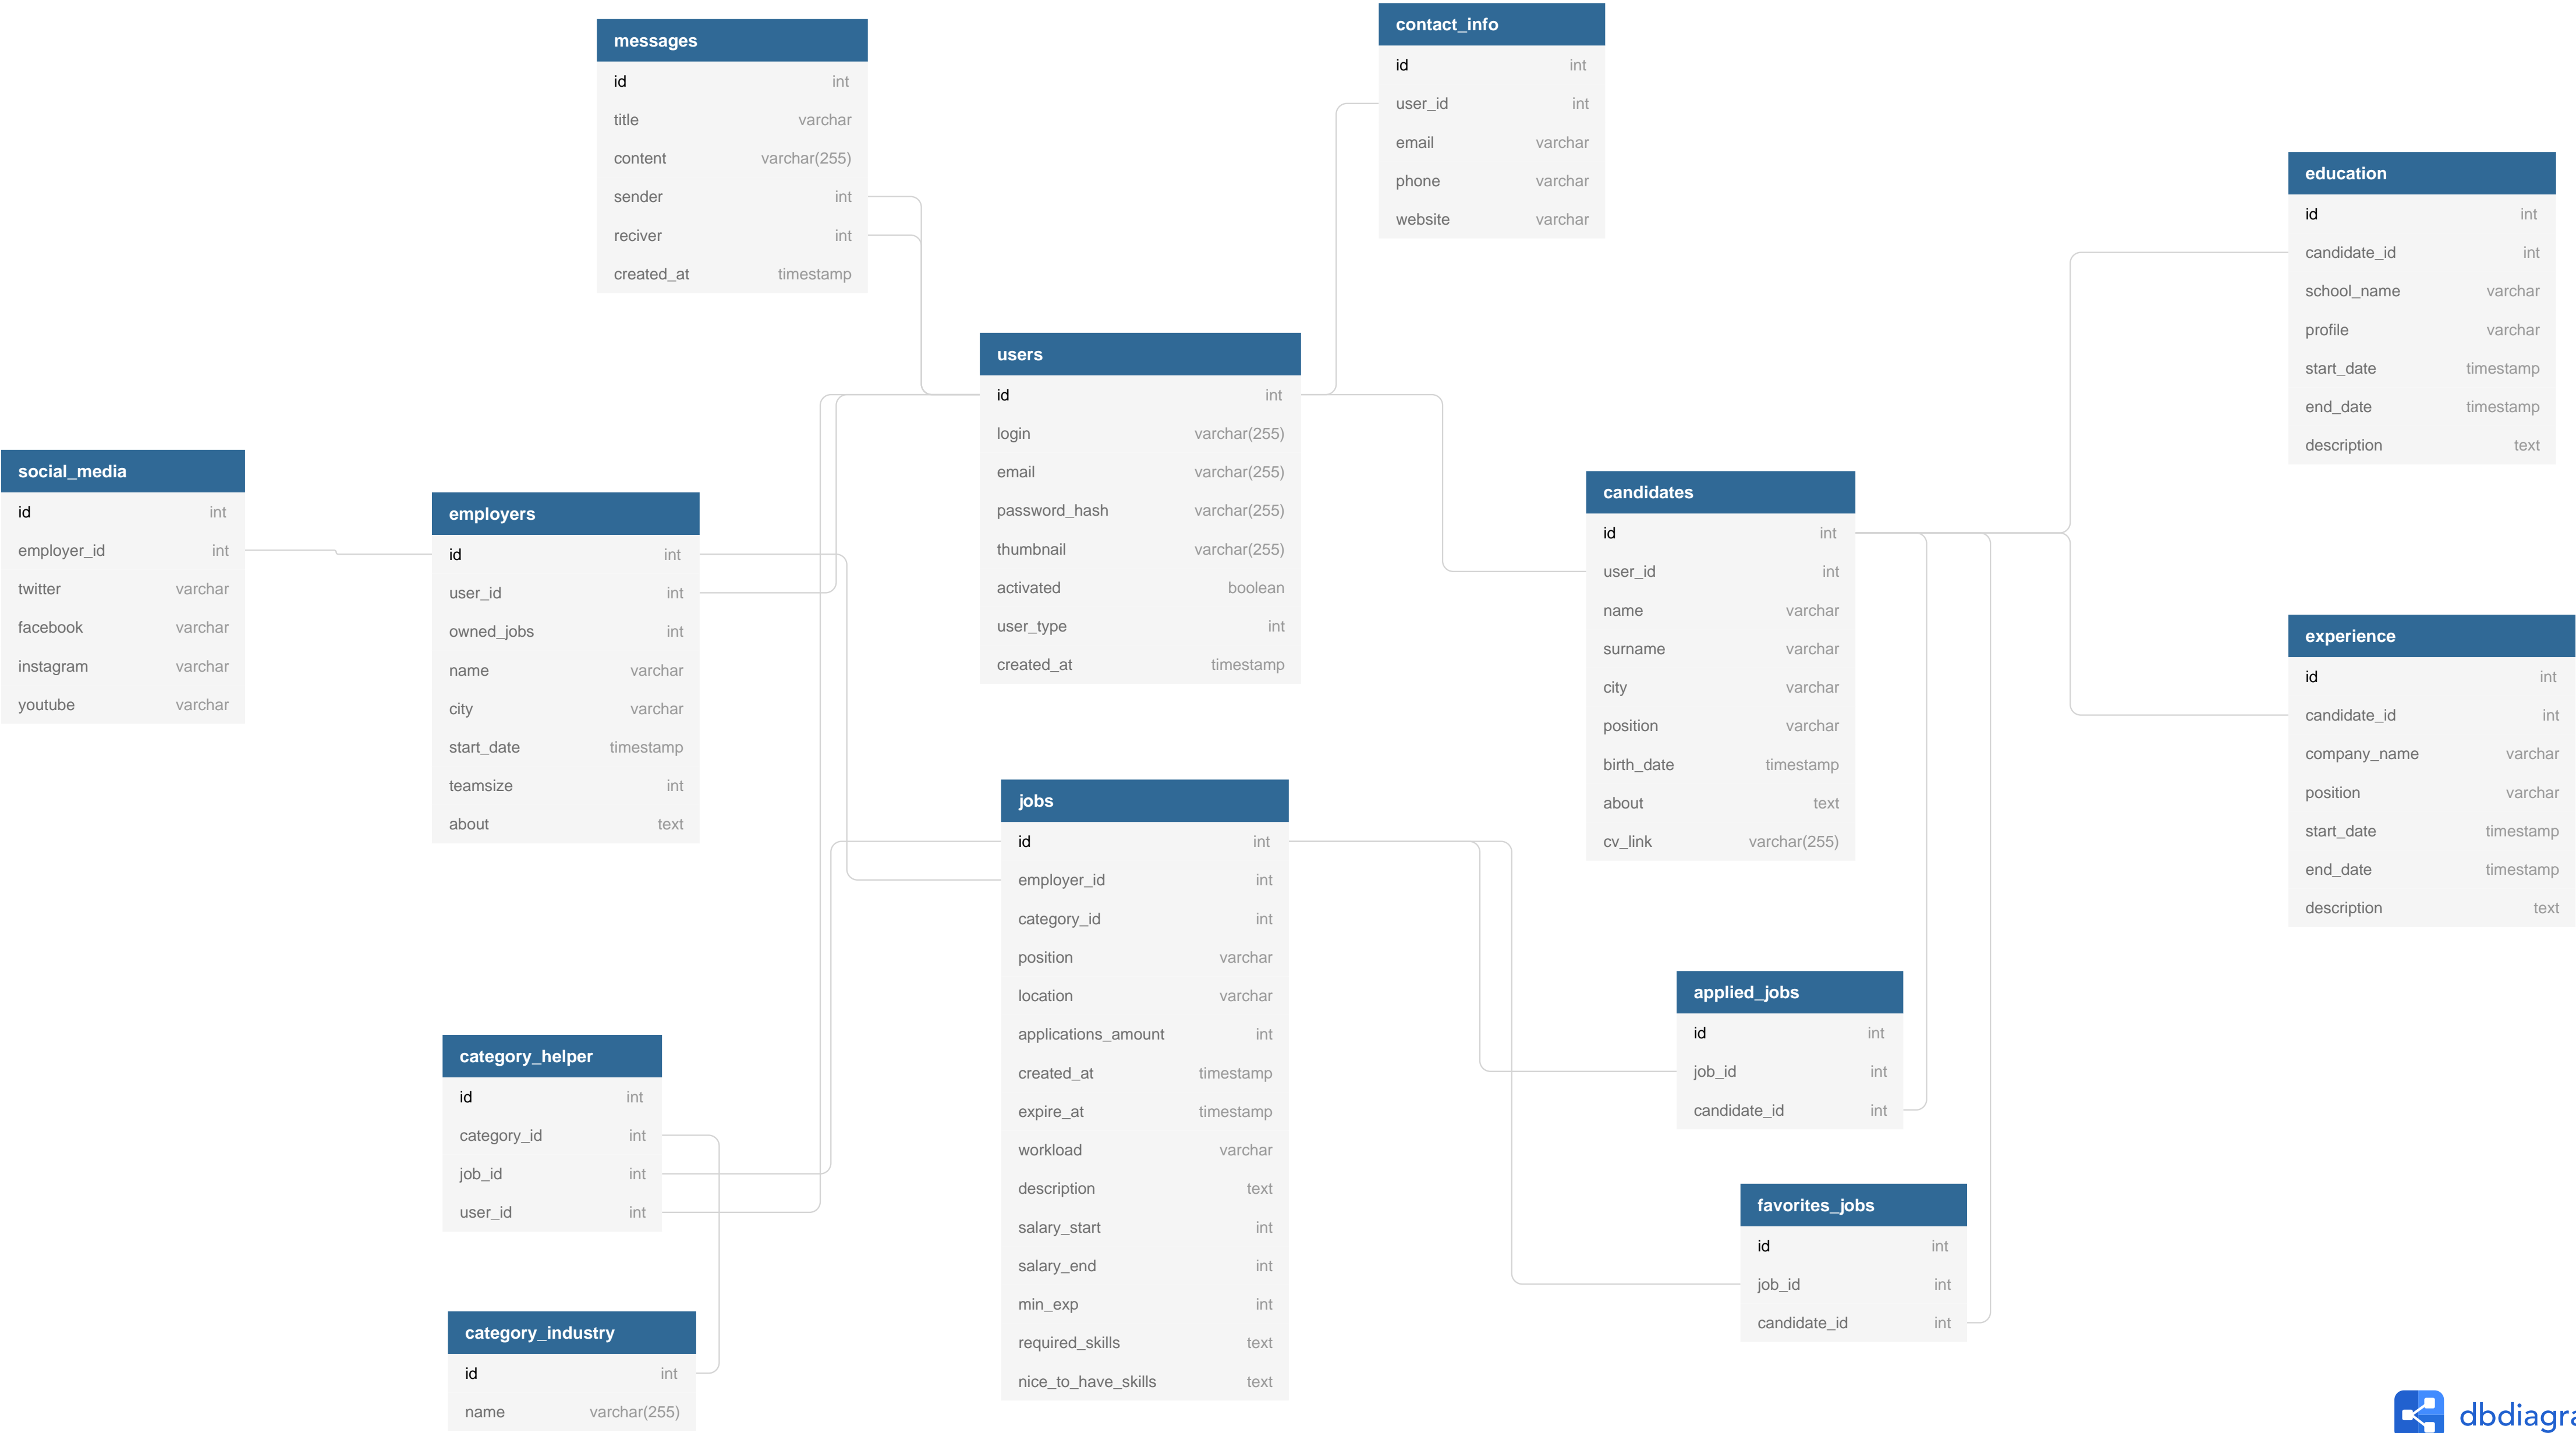 messages
id int
title varchar
content varchar(255)
sender int
reciver int
created_at timestamp
contact_info
id int
user_id int
email varchar
phone varchar
website varchar
education
id int
candidate_id int
school_name varchar
profile varchar
start_date timestamp
end_date timestamp
description text
users
id int
login varchar(255)
email varchar(255)
password_hash varchar(255)
thumbnail varchar(255)
activated boolean
user_type int
created_at timestamp
social_media
id int
employer_id int
twitter varchar
facebook varchar
instagram varchar
youtube varchar
employers
id int
user_id int
owned_jobs int
name varchar
city varchar
start_date timestamp
teamsize int
about text
candidates
id int
user_id int
name varchar
surname varchar
city varchar
position varchar
birth_date timestamp
about text
cv_link varchar(255)
experience
id int
candidate_id int
company_name varchar
position varchar
start_date timestamp
end_date timestamp
description text
jobs
id int
employer_id int
category_id int
position varchar
location varchar
applications_amount int
created_at timestamp
expire_at timestamp
workload varchar
description text
salary_start int
salary_end int
min_exp int
required_skills text
nice_to_have_skills text
applied_jobs
id int
job_id int
candidate_id int
category_helper
id int
category_id int
job_id int
user_id int
favorites_jobs
id int
job_id int
candidate_id int
category_industry
id int
name varchar(255)
dbdiagra